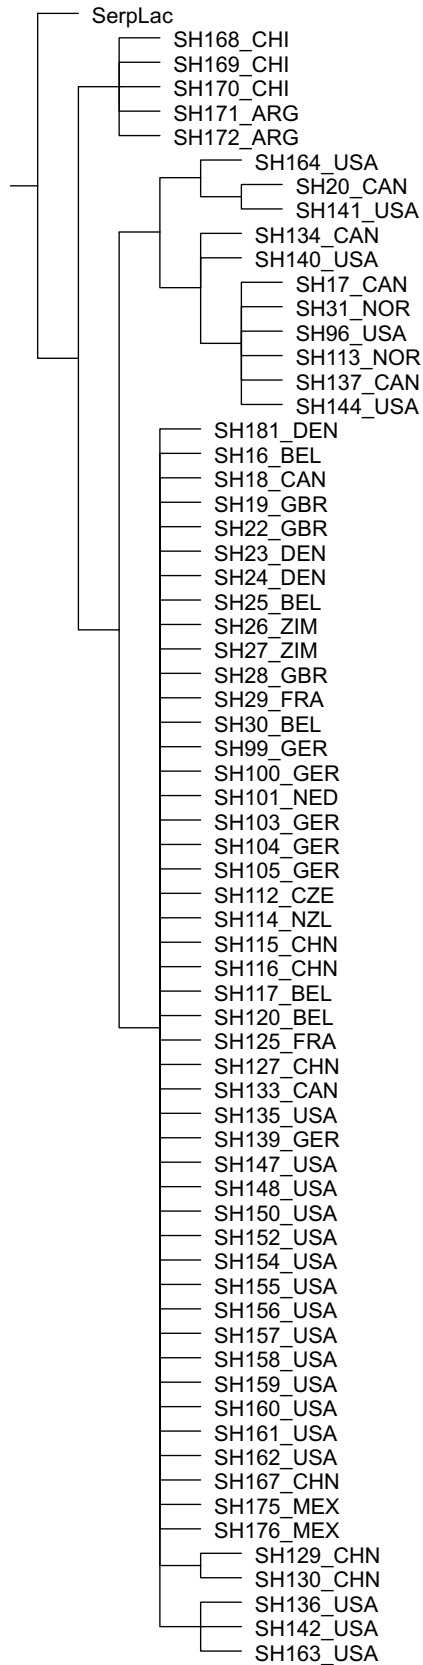 SerpLac
SH168_CHI
SH169_CHI
SH170_CHI
SH171_ARG
SH172_ARG
SH164_USA
SH20_CAN
SH141_USA
SH134_CAN
SH140_USA
SH17_CAN
SH31_NOR
SH96_USA
SH113_NOR
SH137_CAN
SH144_USA
SH181_DEN
SH16_BEL
SH18_CAN
SH19_GBR
SH22_GBR
SH23_DEN
SH24_DEN
SH25_BEL
SH26_ZIM
SH27_ZIM
SH28_GBR
SH29_FRA
SH30_BEL
SH99_GER
SH100_GER
SH101_NED
SH103_GER
SH104_GER
SH105_GER
SH112_CZE
SH114_NZL
SH115_CHN
SH116_CHN
SH117_BEL
SH120_BEL
SH125_FRA
SH127_CHN
SH133_CAN
SH135_USA
SH139_GER
SH147_USA
SH148_USA
SH150_USA
SH152_USA
SH154_USA
SH155_USA
SH156_USA
SH157_USA
SH158_USA
SH159_USA
SH160_USA
SH161_USA
SH162_USA
SH167_CHN
SH175_MEX
SH176_MEX
SH129_CHN
SH130_CHN
SH136_USA
SH142_USA
SH163_USA